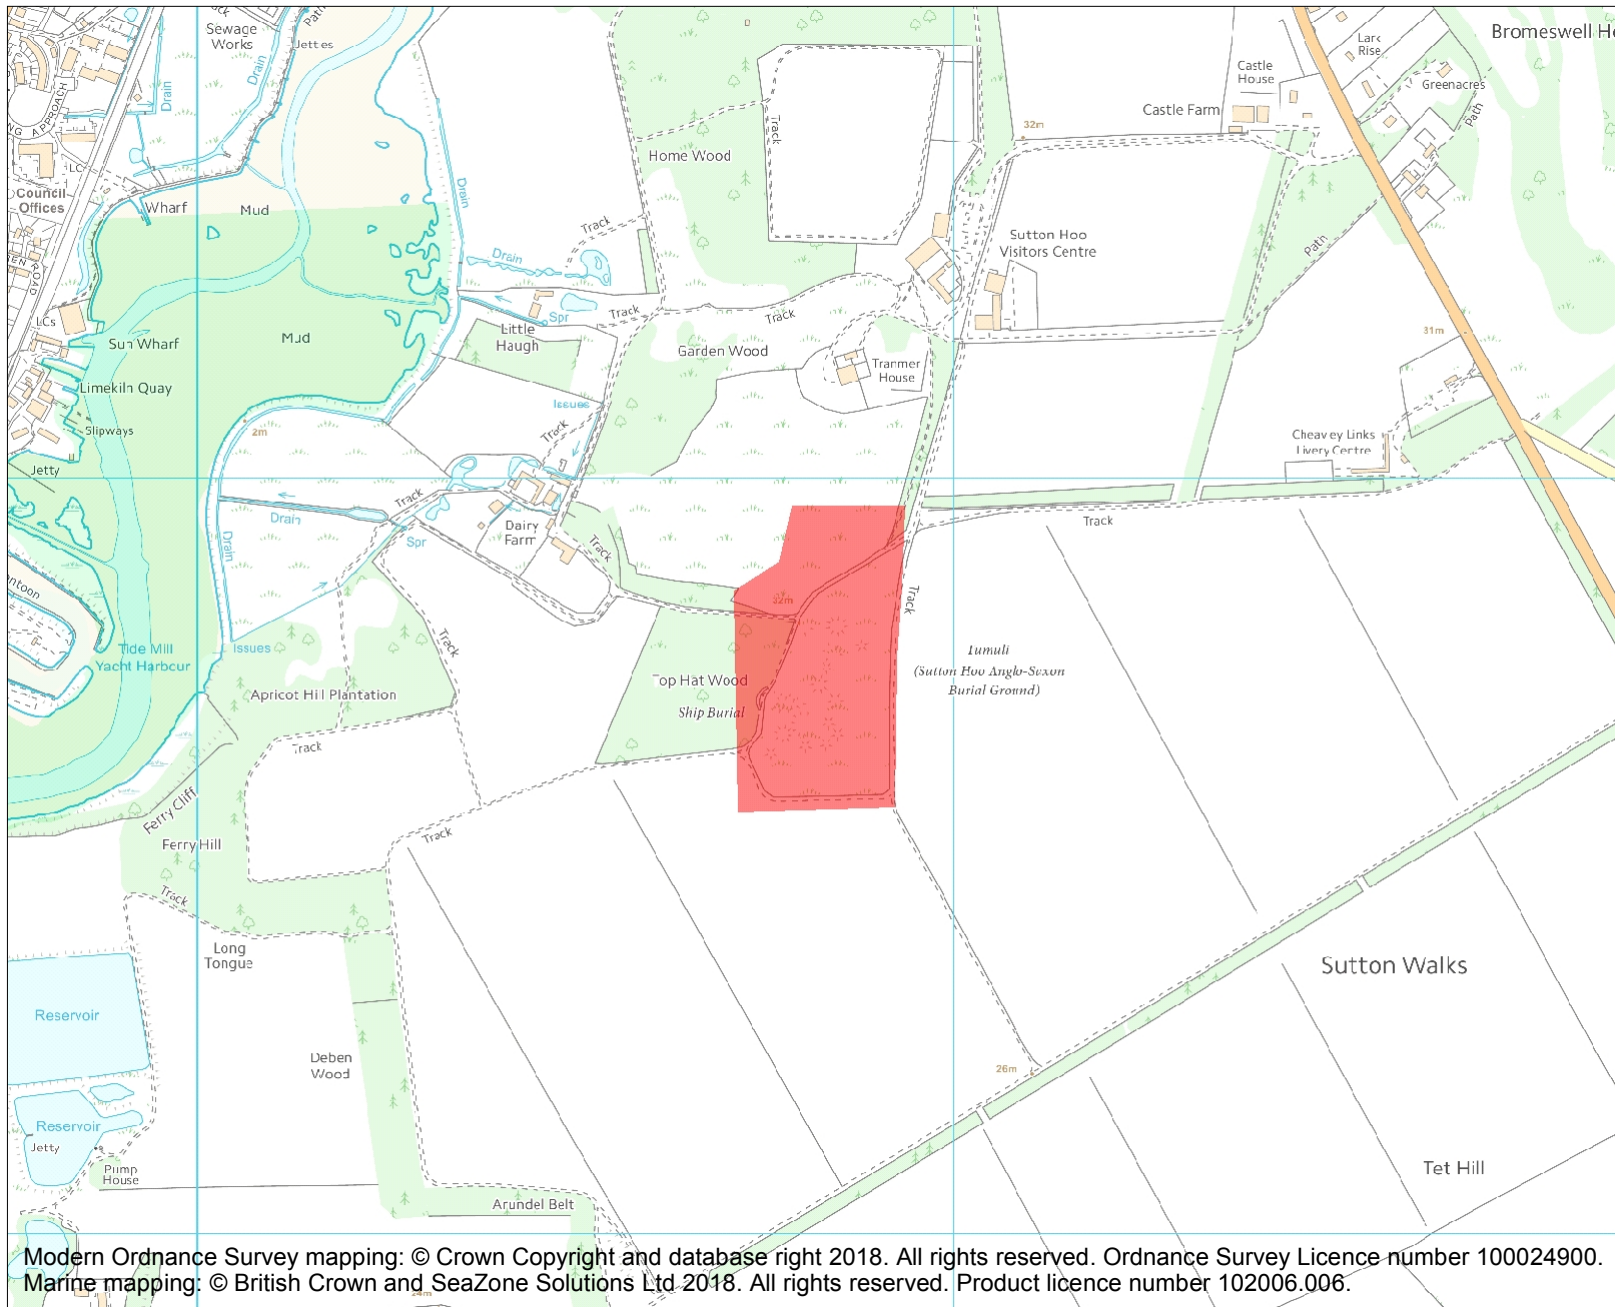 Sewage
Works
Path
Jetties
Drain
Drain
Bromeswell
Lark
Rise
Castle
House
Greenacres
Castle Farm
Path
32m
NG APPROACH
LC
Council
Offices
Wharf
Mud
Home Wood
Track
Drain
Track
Drain
Sutton Hoo
Visitors Centre
Path
ROAD
LCs
Sun Wharf
Mud
Spr
Track
Track
Little
Haugh
Garden Wood
31m
Tranmer
House
Limekiln Quay
Slipways
Issues
2m
Track
Cheavey Links
Livery Centre
Jetty
Track
Drain
Drain
Spr
Dairy
Farm
Track
Track
32m
Track
Track
Tide Mill
Yacht Harbour
Issues
Tumuli
(Sutton Hoo Anglo-Saxon
Burial Ground)
Top Hat Wood
Ship Burial
Apricot Hill Plantation
Track
Ferry Cliff
Ferry Hill
Track
Track
Long
Tongue
Sutton Walks
Reservoir
Deben
Wood
26m
Reservoir
Jetty
Pump
House
Tet Hill
Arundel Belt
Modern Ordnance Survey mapping: © Crown Copyright and database right 2018. All rights reserved. Ordnance Survey Licence number 100024900.
Marine mapping: © British Crown and SeaZone Solutions Ltd 2018. All rights reserved. Product licence number 102006.006.